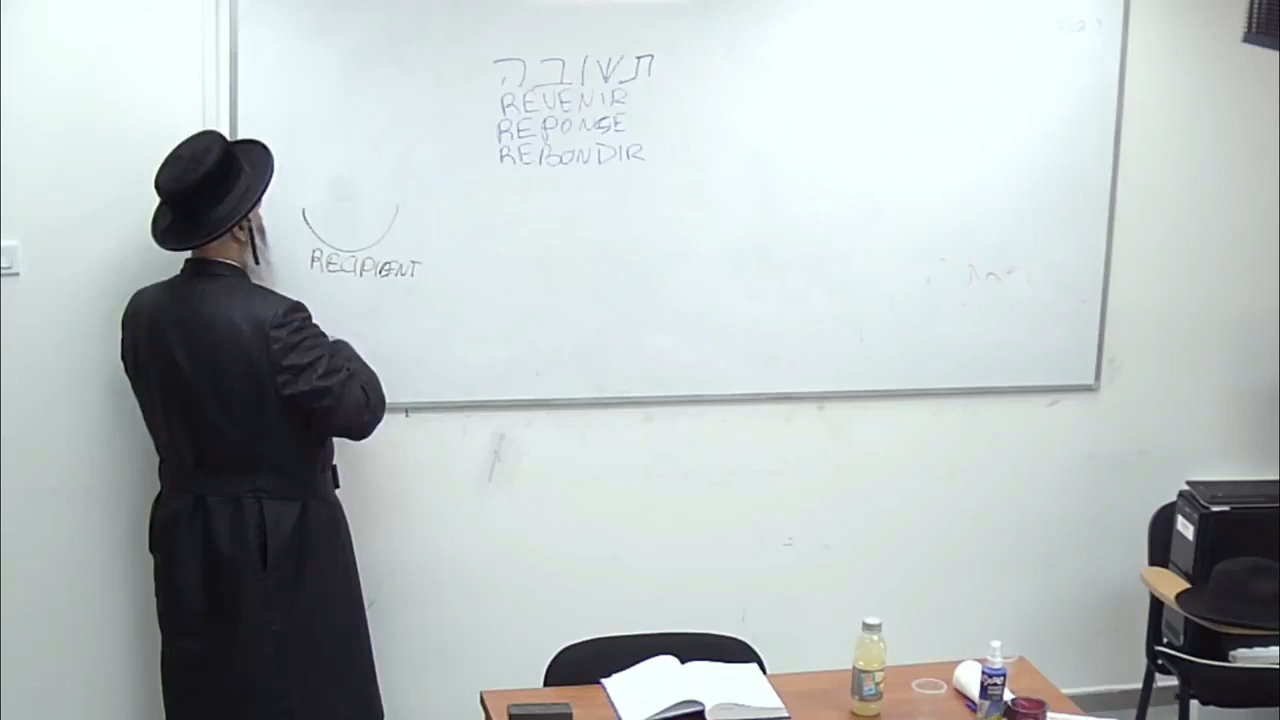 תשובה
REVENIR
REPONSE
REBONDIR
RECIPIENT